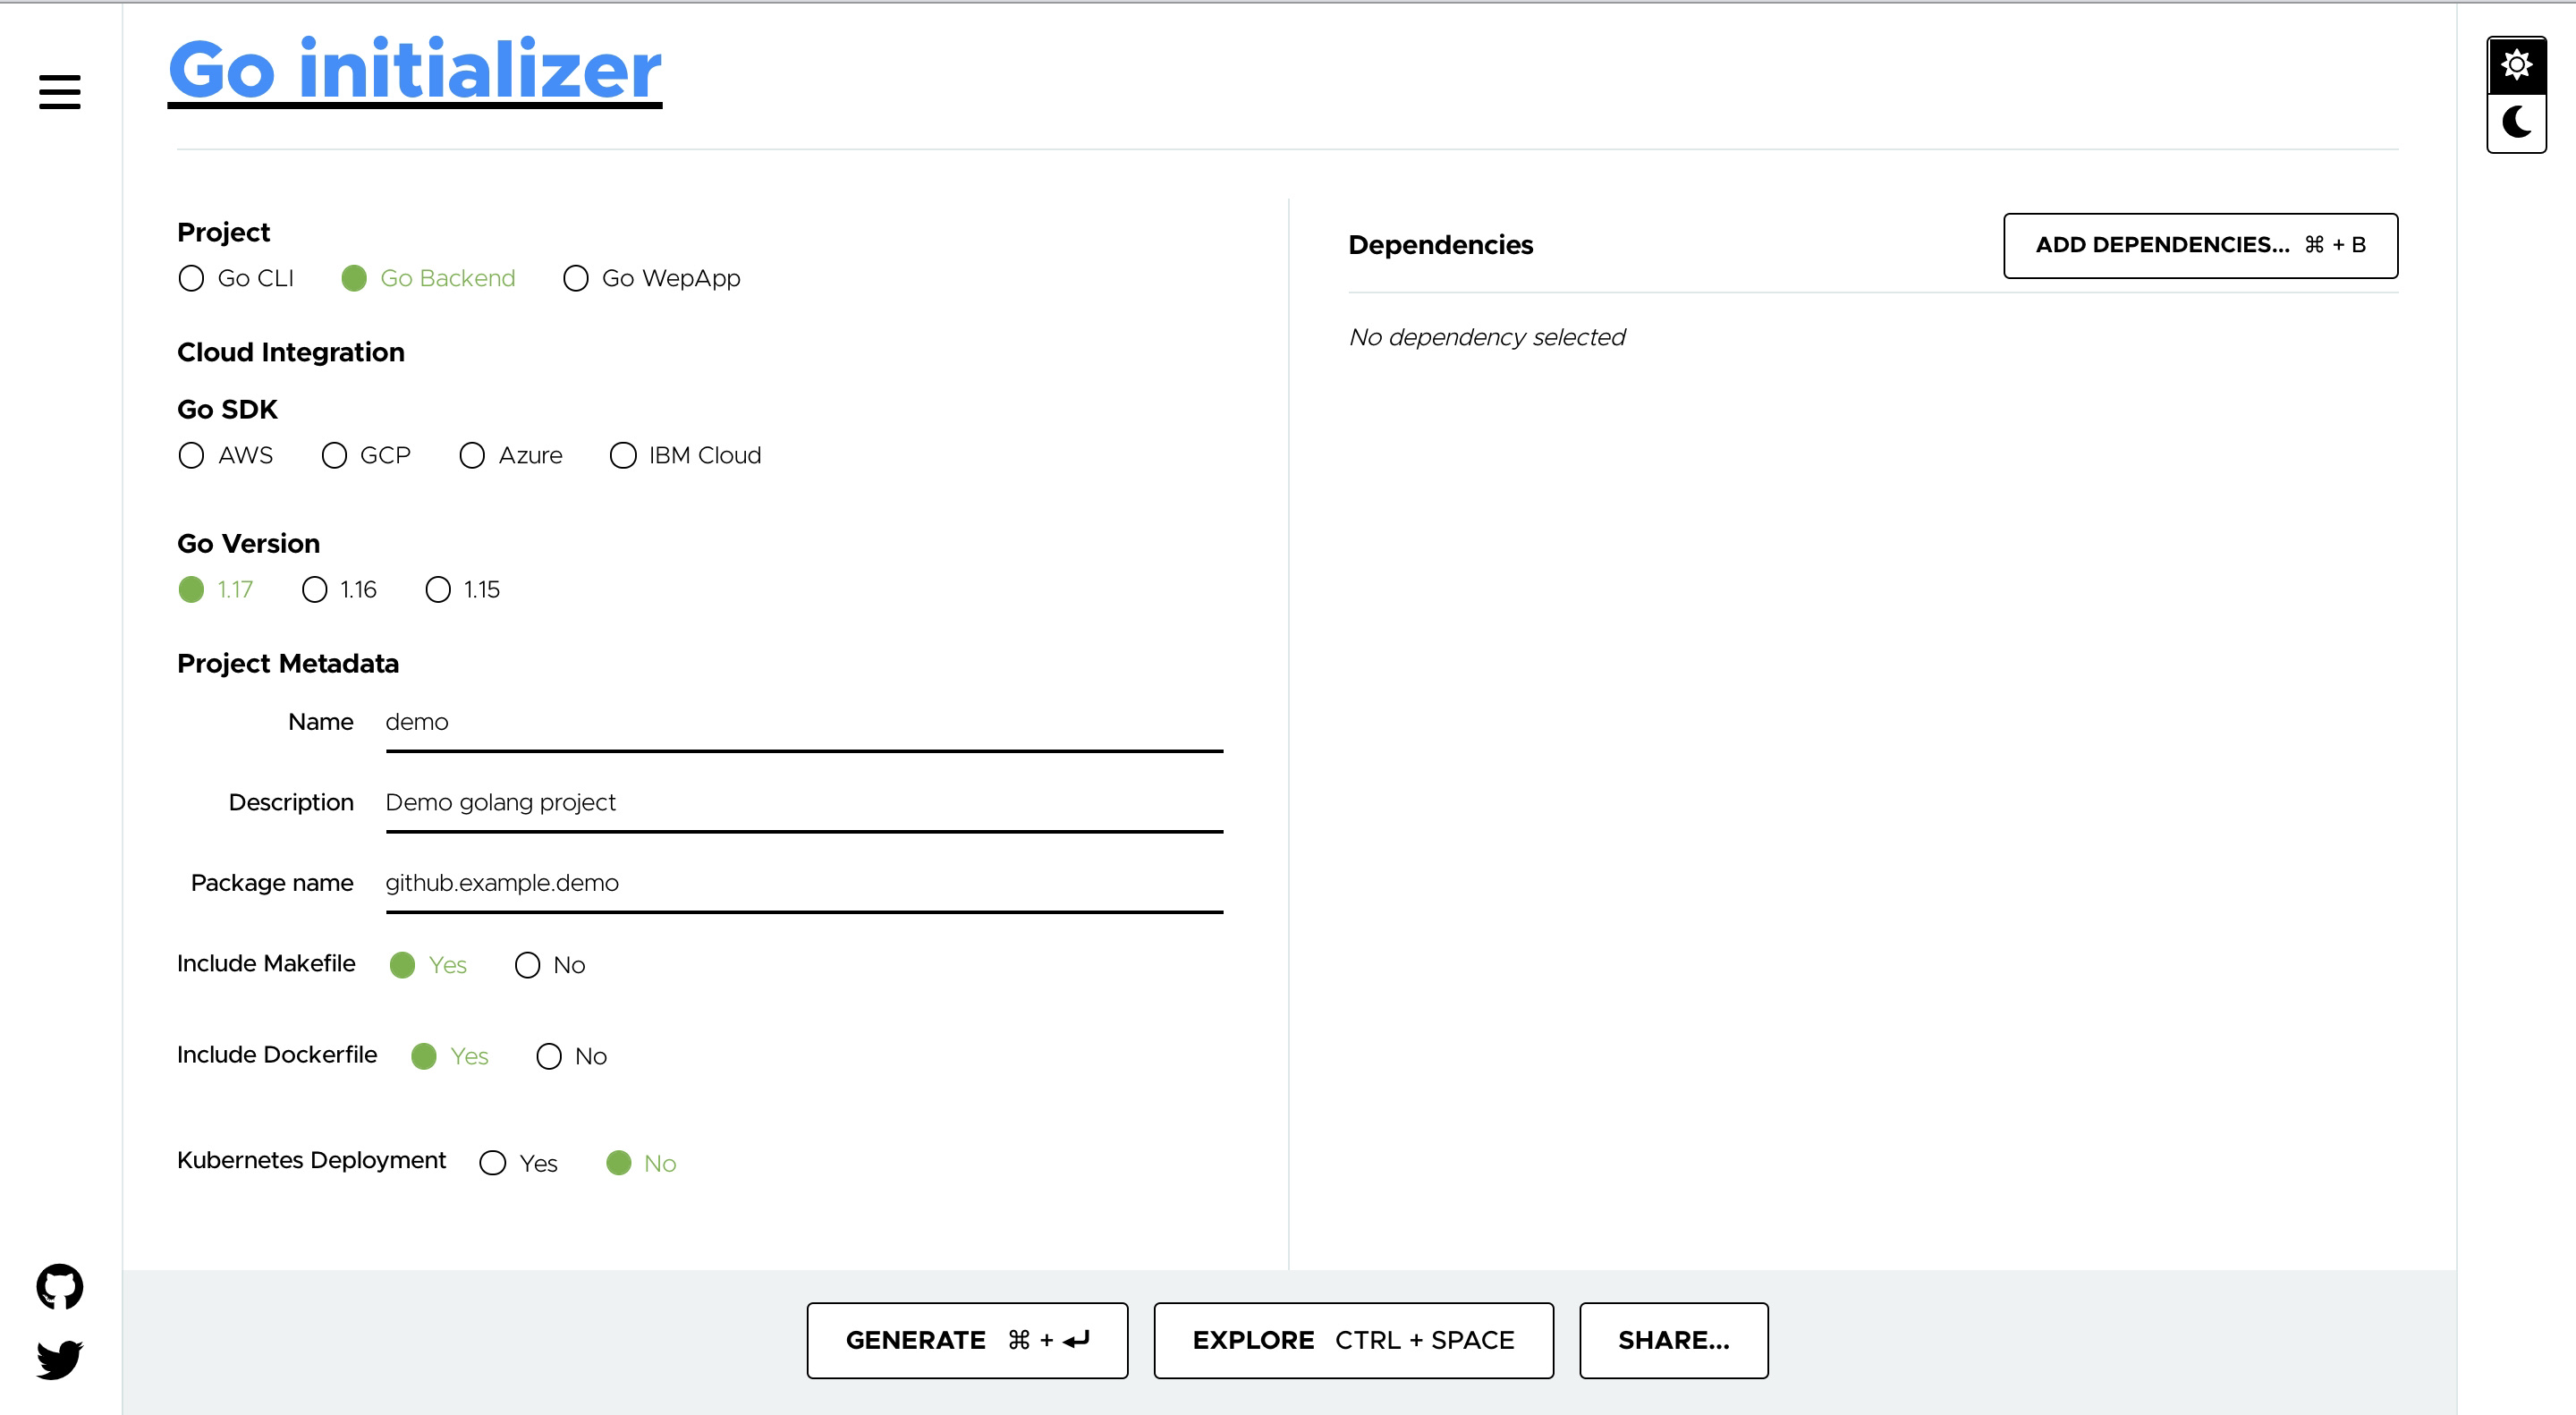 Go initializer
Project
Go CLI Go Backend Go WepApp
Cloud Integration
Go SDK
AWS GCP Azure IBM Cloud
Go Version
1.17 1.16 1.15
Project Metadata
Name demo
Description Demo golang project
Package name github.example.demo
Include Makefile Yes No
Include Dockerfile Yes No
Kubernetes Deployment Yes No
Dependencies
ADD DEPENDENCIES... ⌘ + B
No dependency selected
GENERATE ⌘ + ↵
EXPLORE CTRL + SPACE
SHARE...